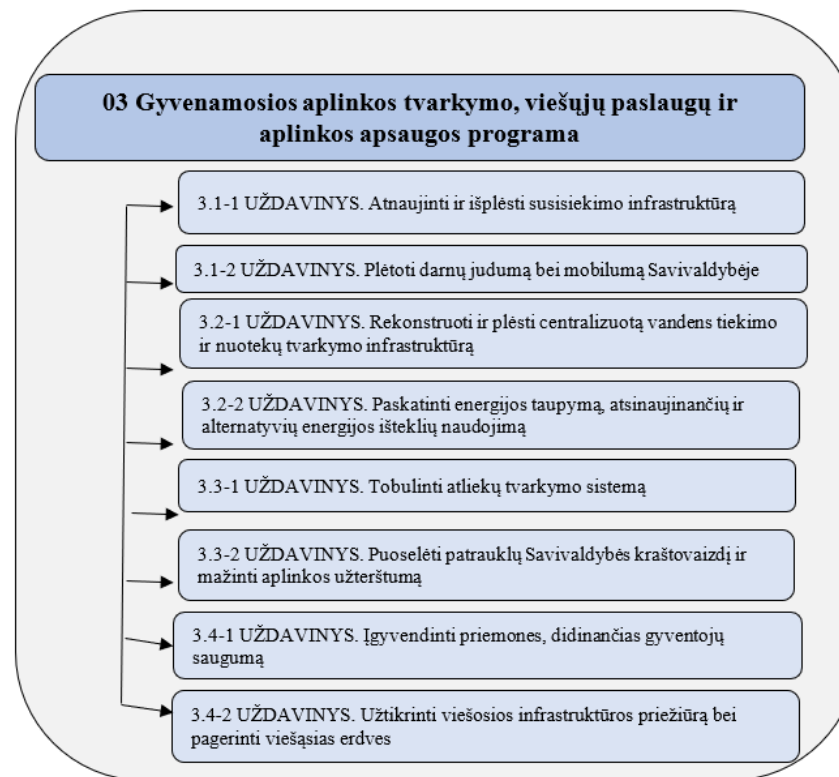 03 Gyvenamosios aplinkos tvarkymo, viešųjų paslaugų ir
aplinkos apsaugos programa
3.1-1 UŽDAVINYS. Atnaujinti ir išplėsti susisiekimo infrastruktūrą
3.1-2 UŽDAVINYS. Plėtoti darnų judumą bei mobilumą Savivaldybėje
3.2-1 UŽDAVINYS. Rekonstruoti ir plėsti centralizuotą vandens tiekimo
ir nuotekų tvarkymo infrastruktūrą
3.2-2 UŽDAVINYS. Paskatinti energijos taupymą, atsinaujinančių ir
alternatyvių energijos išteklių naudojimą
3.3-1 UŽDAVINYS. Tobulinti atliekų tvarkymo sistemą
3.3-2 UŽDAVINYS. Puoselėti patrauklų Savivaldybės kraštovaizdį ir
mažinti aplinkos užterštumą
3.4-1 UŽDAVINYS. Įgyvendinti priemones, didinančias gyventojų
saugumą
3.4-2 UŽDAVINYS. Užtikrinti viešosios infrastruktūros priežiūrą bei
pagerinti viešąsias erdves